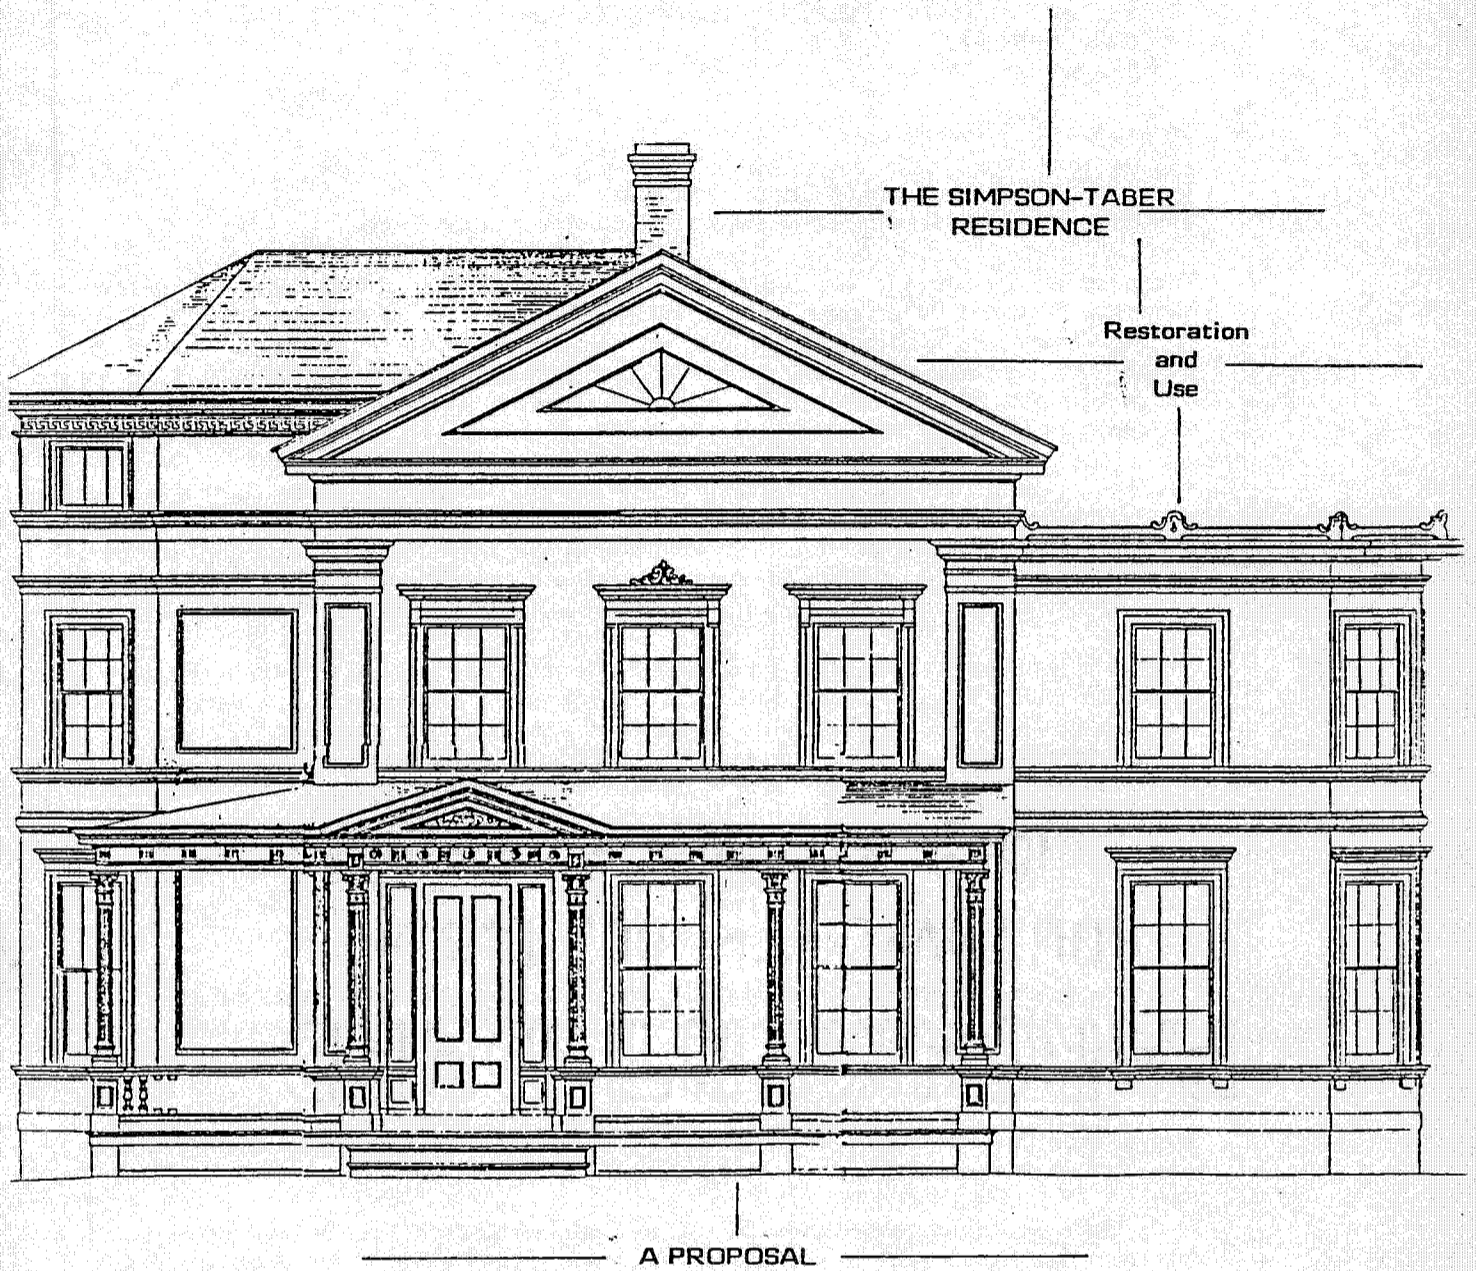 THE SIMPSON-TABER
RESIDENCE
Restoration
and
Use
A PROPOSAL